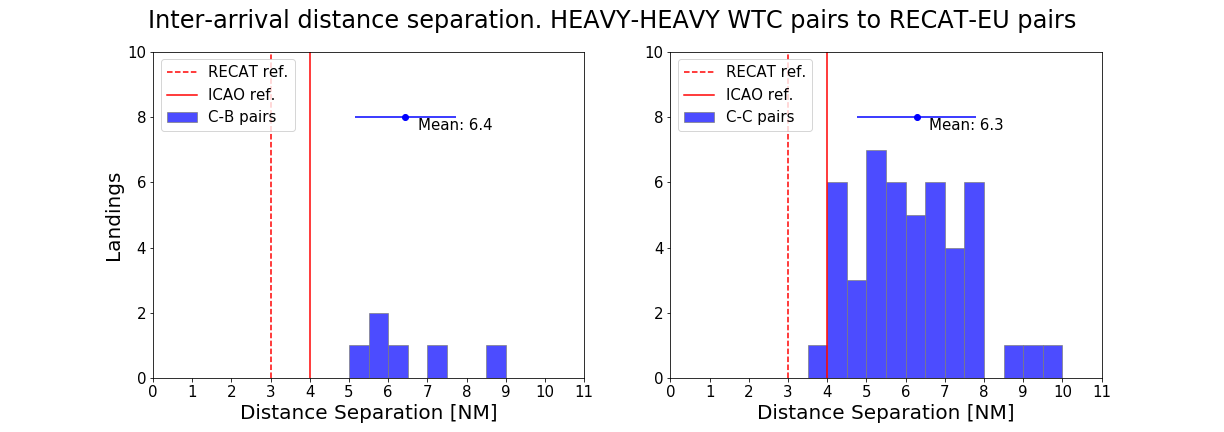 Inter-arrival distance separation. HEAVY-HEAVY WTC pairs to RECAT-EU pairs
RECAT ref.
ICAO ref.
C-B pairs
Mean: 6.4
10
8
6
4
2
0
Landings
0 1 2 3 4 5 6 7 8 9 10 11
Distance Separation [NM]
RECAT ref.
ICAO ref.
C-C pairs
Mean: 6.3
10
8
6
4
2
0
0 1 2 3 4 5 6 7 8 9 10 11
Distance Separation [NM]